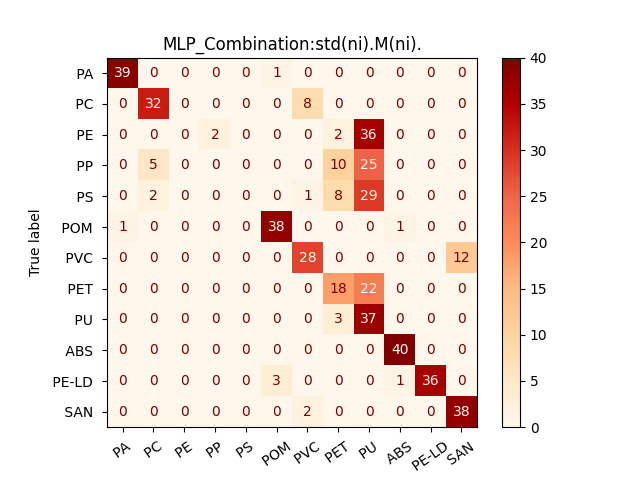 MLP_Combination:std(ni).M(ni).
PA 39 0 0 0 0 1 0 0 0 0 0 0
PC 0 32 0 0 0 0 8 0 0 0 0 0
PE 0 0 0 2 0 0 0 2 36 0 0 0
PP 0 5 0 0 0 0 0 10 25 0 0 0
PS 0 2 0 0 0 0 1 8 29 0 0 0
POM 1 0 0 0 0 38 0 0 0 1 0 0
PVC 0 0 0 0 0 0 28 0 0 0 0 12
PET 0 0 0 0 0 0 0 18 22 0 0 0
PU 0 0 0 0 0 0 0 3 37 0 0 0
ABS 0 0 0 0 0 0 0 0 0 40 0 0
PE-LD 0 0 0 0 0 3 0 0 0 1 36 0
SAN 0 0 0 0 0 0 2 0 0 0 0 38
PA PC PE PP PS POM PVC PET PU ABS PE-LD SAN
True label
40
35
30
25
20
15
10
5
0